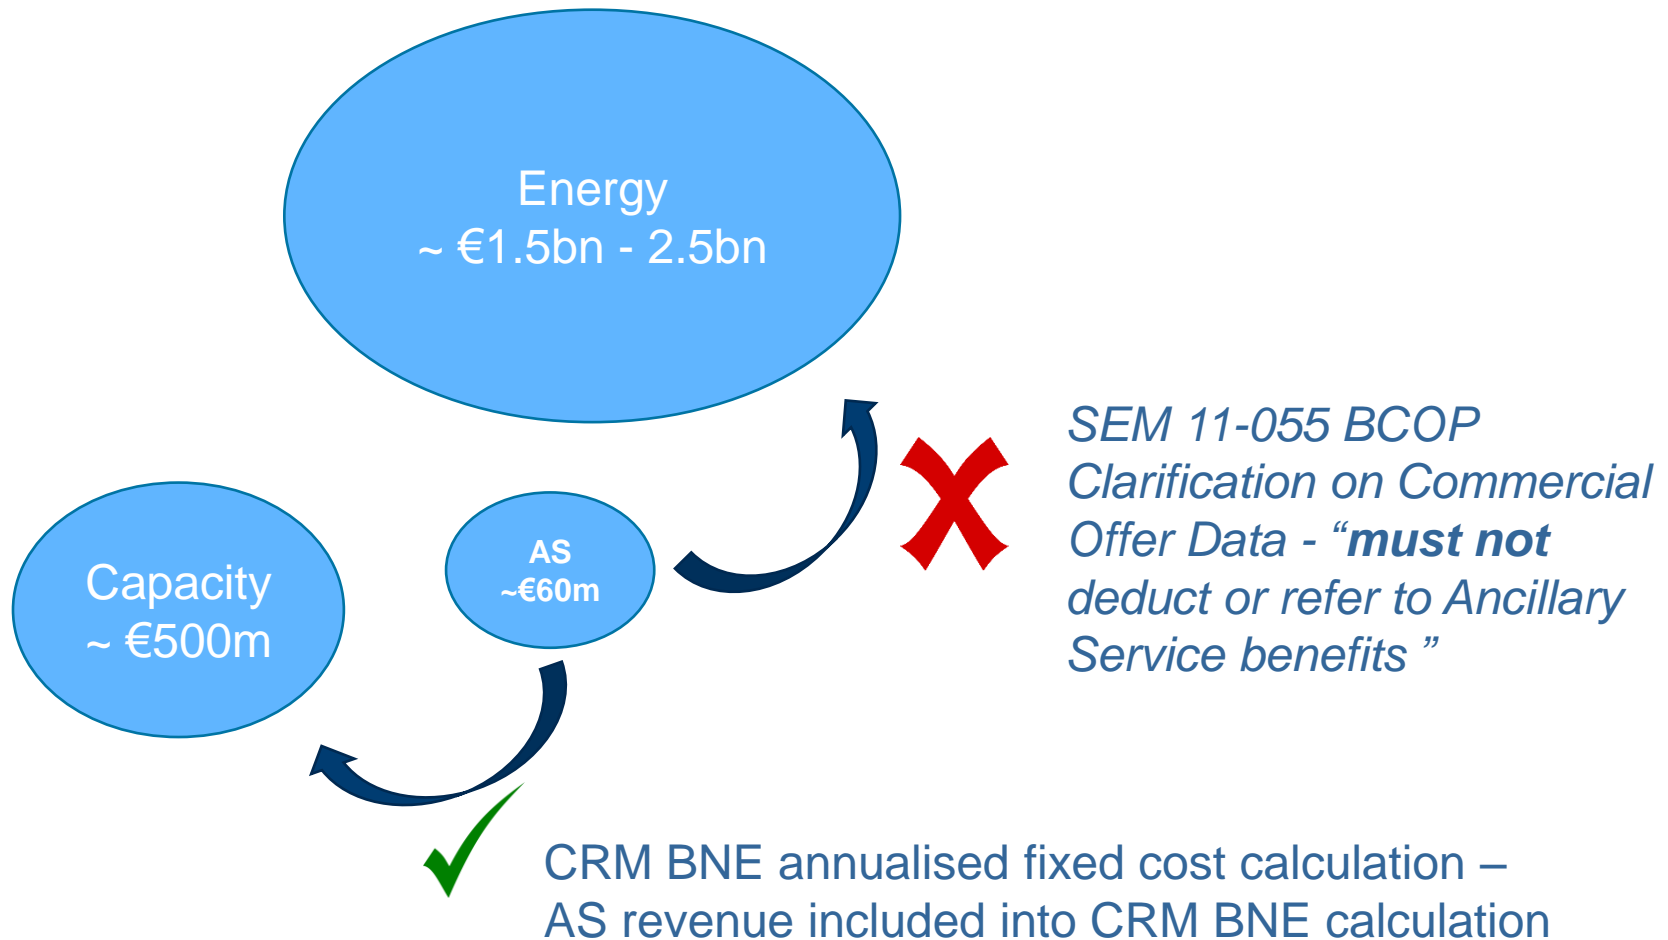 Energy
~ €1.5bn - 2.5bn
SEM 11-055 BCOP
Clarification on Commercial
Offer Data - “must not
deduct or refer to Ancillary
Service benefits ”
AS
~€60m
Capacity
~ €500m
CRM BNE annualised fixed cost calculation –
AS revenue included into CRM BNE calculation